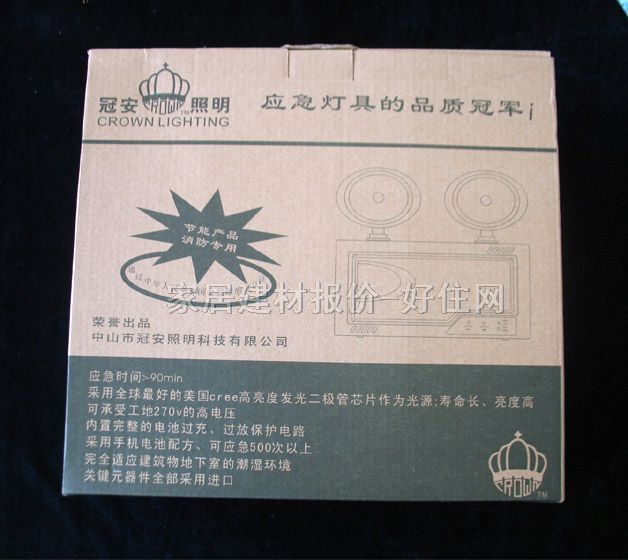 冠安 CROWN TM 照明
CROWN LIGHTING
应急灯具的品质冠军i
节能产品
消防专用
通过中华人
家居建材报价-好住网
荣誉出品
中山市冠安照明科技有限公司
应急时间>90min
采用全球最好的美国cree高亮度发光二极管芯片作为光源;寿命长、亮度高
可承受工地270v的高电压
内置完整的电池过充、过放保护电路
采用手机电池配方、可应急500次以上
完全适应建筑物地下室的潮湿环境
关键元器件全部采用进口
CROWN
TM